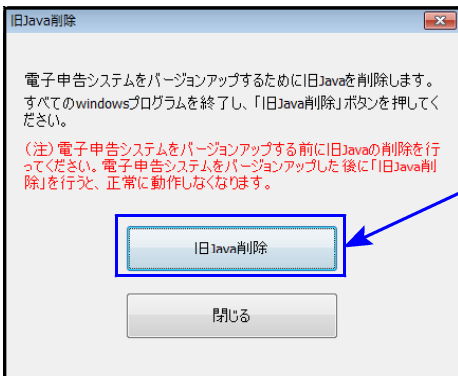 旧Java削除
電子申告システムをバージョンアップするために旧Javaを削除します。
すべてのwindowsプログラムを終了し、「旧Java削除」ボタンを押してく
ださい。
（注）電子申告システムをバージョンアップする前に旧Javaの削除を行
ってください。電子申告システムをバージョンアップした後に「旧Java削
除」を行うと、正常に動作しなくなります。
旧Java削除
閉じる